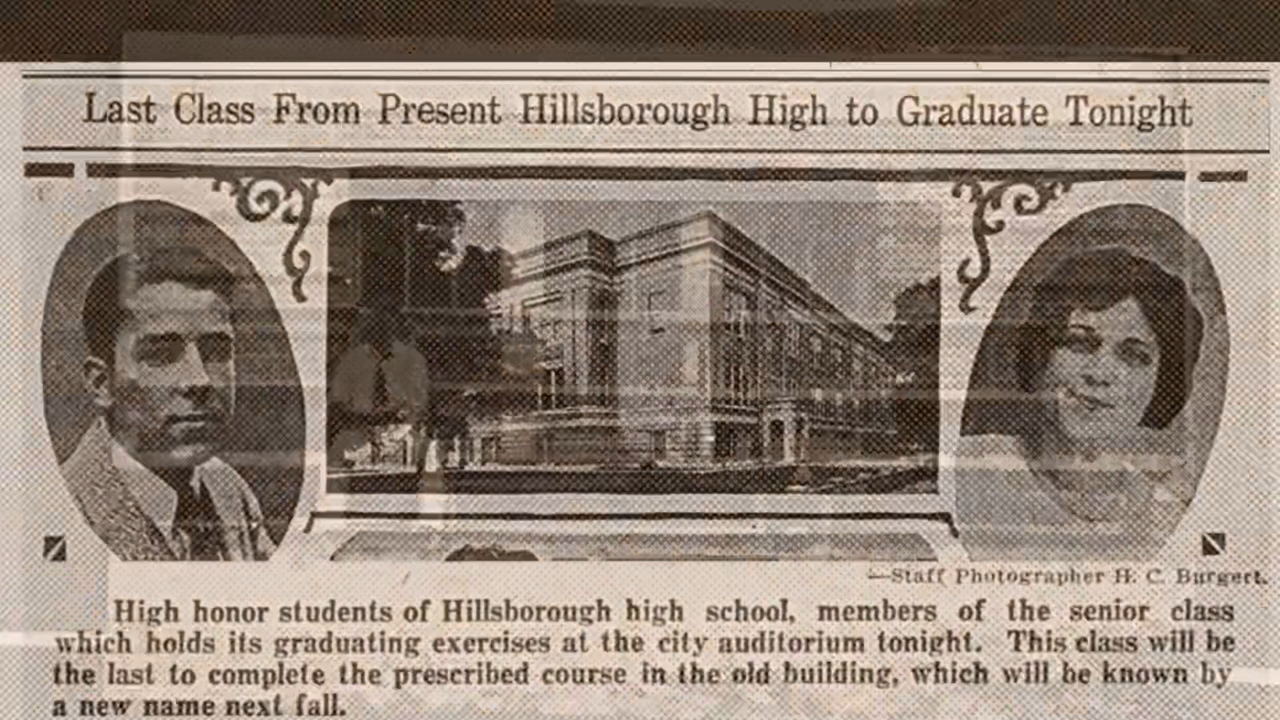 Last Class From Present Hillsborough High to Graduate Tonight
—Staff Photographer H. C. Burgert.
High honor students of Hillsborough high school, members of the senior class
which holds its graduating exercises at the city auditorium tonight. This class will be
the last to complete the prescribed course in the old building, which will be known by
a new name next fall.